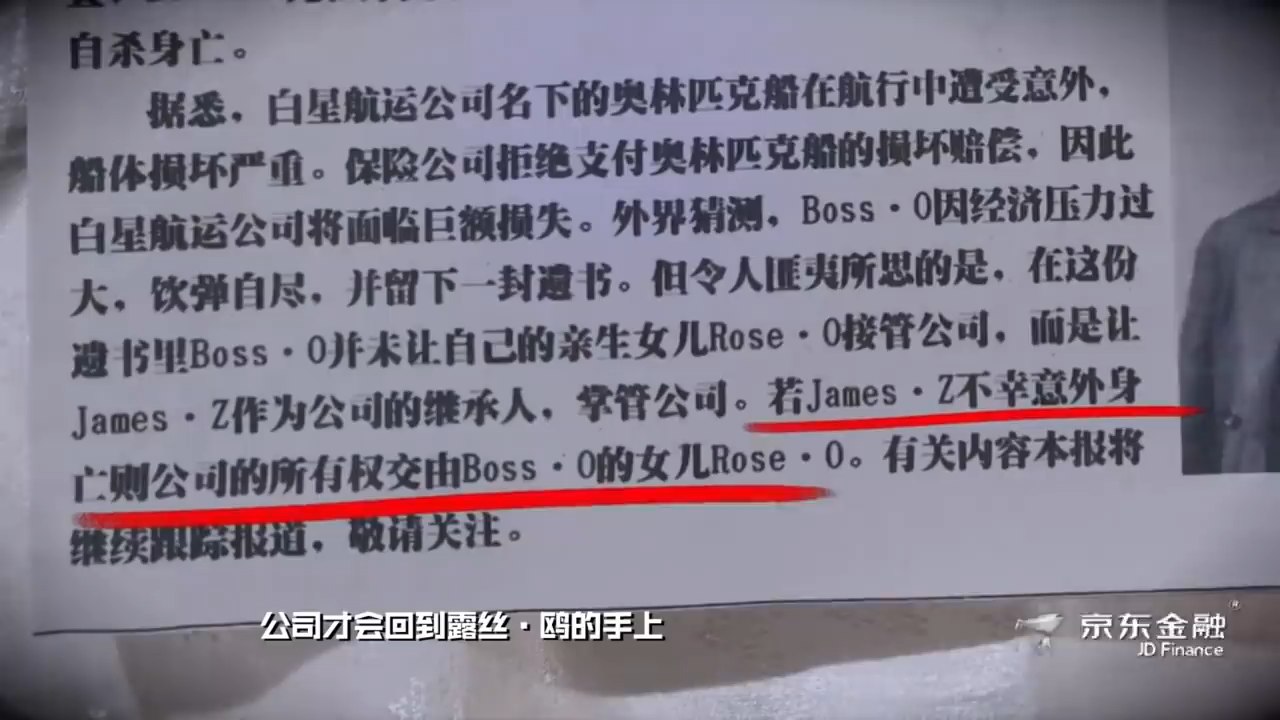 自杀身亡。
据悉，白星航运公司名下的奥林匹克船在航行中遭受意外，
船体损坏严重。保险公司拒绝支付奥林匹克船的损坏赔偿，因此
白星航运公司将面临巨额损失。外界猜测，Boss·O因经济压力过
大，饮弹自尽，并留下一封遗书。但令人匪夷所思的是，在这份
遗书里Boss·O并未让自己的亲生女儿Rose·O接管公司，而是让
James·Z作为公司的继承人，掌管公司。若James·Z不幸意外身
亡则公司的所有权交由Boss·O的女儿Rose·O。有关内容本报将
继续跟踪报道，敬请关注。
公司才会回到露丝·鸥的手上
京东金融®
JD Finance